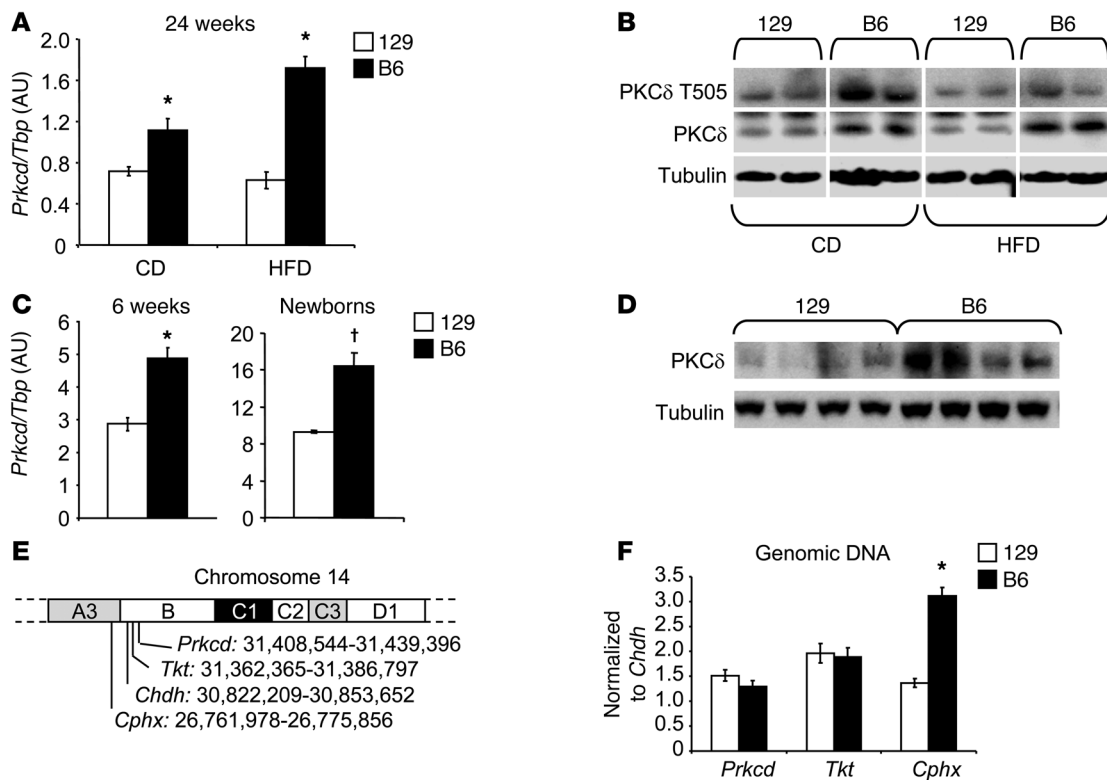 A
24 weeks
129
B6
Prkcd/Tbp (AU)
2.0
1.6
1.2
0.8
0.4
0
*
*
CD
HFD
B
129
B6
129
B6
PKCδ T505
PKCδ
Tubulin
CD
HFD
C
6 weeks
Newborns
129
B6
Prkcd/Tbp (AU)
6
5
4
3
2
1
0
*
20
16
12
8
4
0
†
D
129
B6
PKCδ
Tubulin
E
Chromosome 14
A3 B C1 C2 C3 D1
Prkcd: 31,408,544-31,439,396
Tkt: 31,362,365-31,386,797
Chdh: 30,822,209-30,853,652
Cphx: 26,761,978-26,775,856
F
Genomic DNA
129
B6
Normalized
to Chdh
3.5
3.0
2.5
2.0
1.5
1.0
0.5
0
*
Prkcd Tkt Cphx